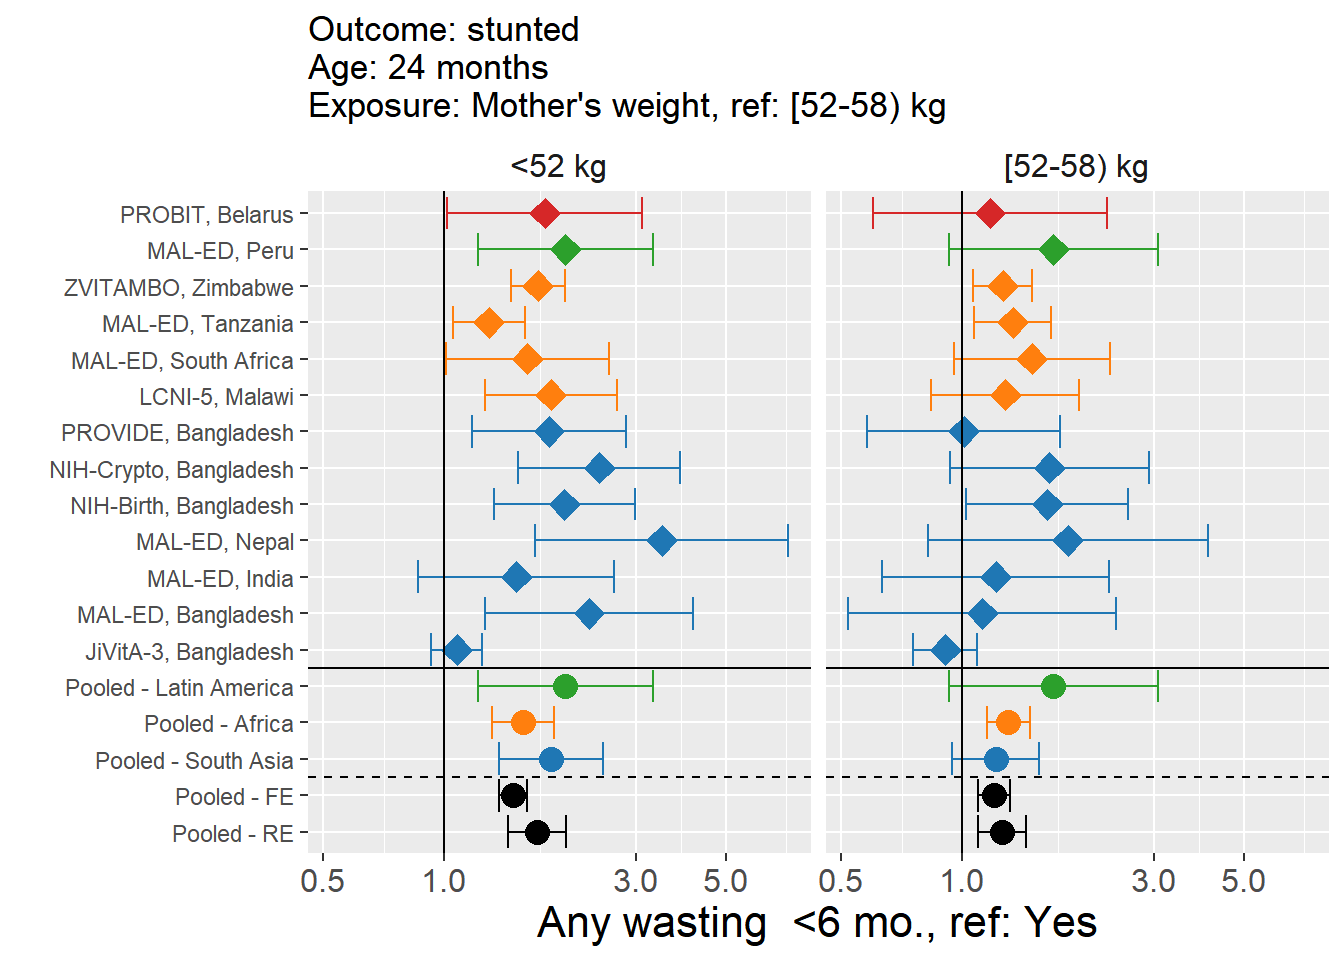 Outcome: stunted
Age: 24 months
Exposure: Mother's weight, ref: [52-58) kg
<52 kg
[52-58) kg
PROBIT, Belarus
MAL-ED, Peru
ZVITAMBO, Zimbabwe
MAL-ED, Tanzania
MAL-ED, South Africa
LCNI-5, Malawi
PROVIDE, Bangladesh
NIH-Crypto, Bangladesh
NIH-Birth, Bangladesh
MAL-ED, Nepal
MAL-ED, India
MAL-ED, Bangladesh
JiVitA-3, Bangladesh
Pooled - Latin America
Pooled - Africa
Pooled - South Asia
Pooled - FE
Pooled - RE
0.5 1.0 3.0 5.0 0.5 1.0 3.0 5.0
Any wasting  <6 mo., ref: Yes